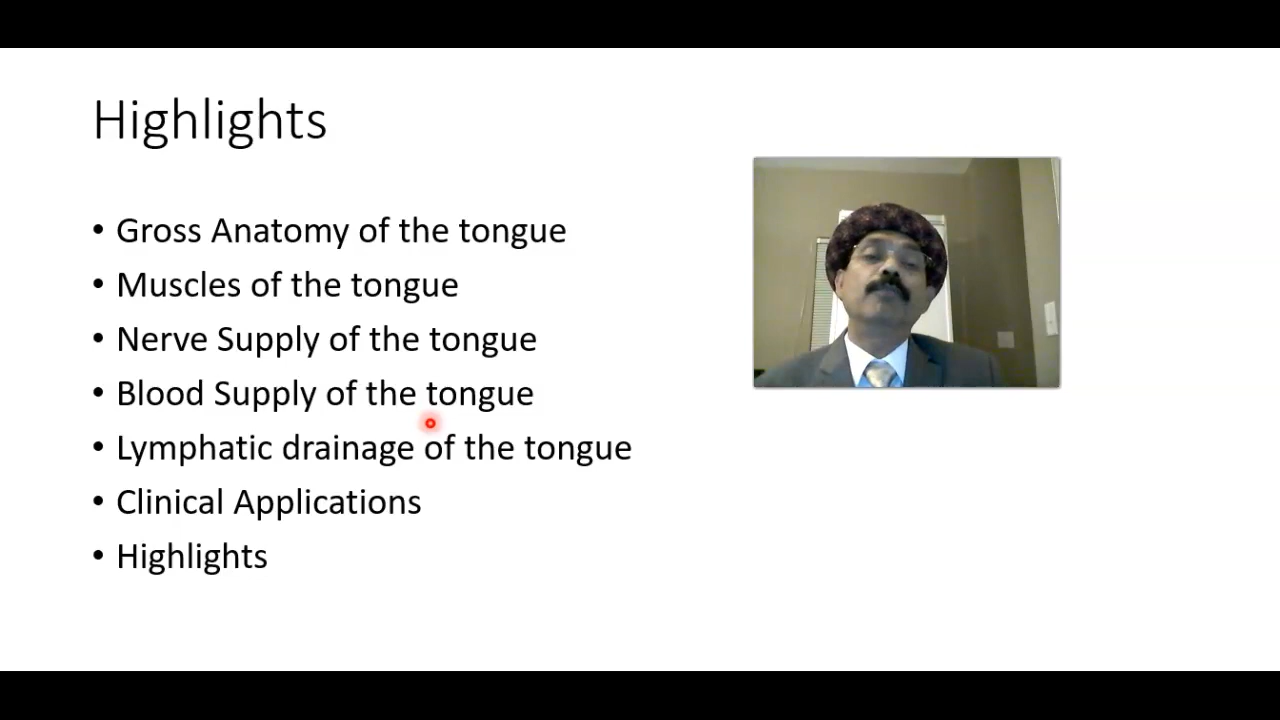 Highlights
• Gross Anatomy of the tongue
• Muscles of the tongue
• Nerve Supply of the tongue
• Blood Supply of the tongue
• Lymphatic drainage of the tongue
• Clinical Applications
• Highlights